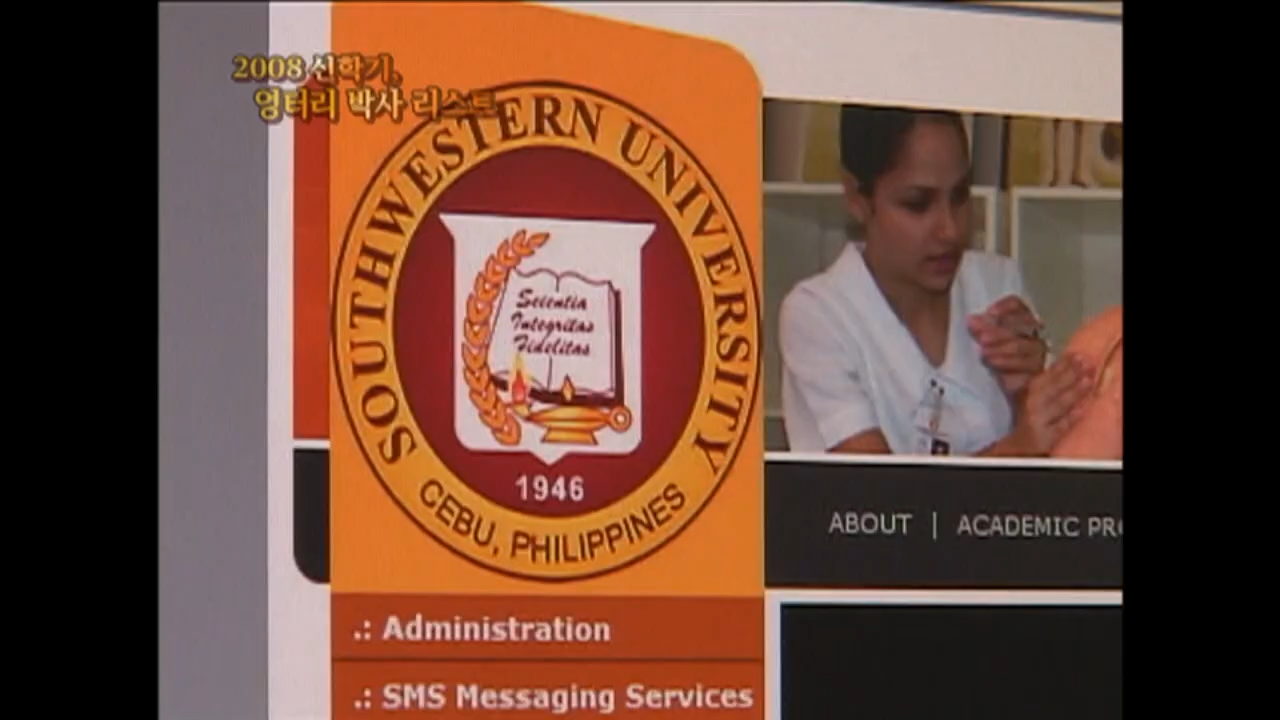 2008 신학기,
엉터리 박사 리스트
SOUTHWESTERN UNIVERSITY
Scientia
Integritas
Fidelitas
1946
CEBU, PHILIPPINES
ABOUT | ACADEMIC
.: Administration
.: SMS Messaging Services